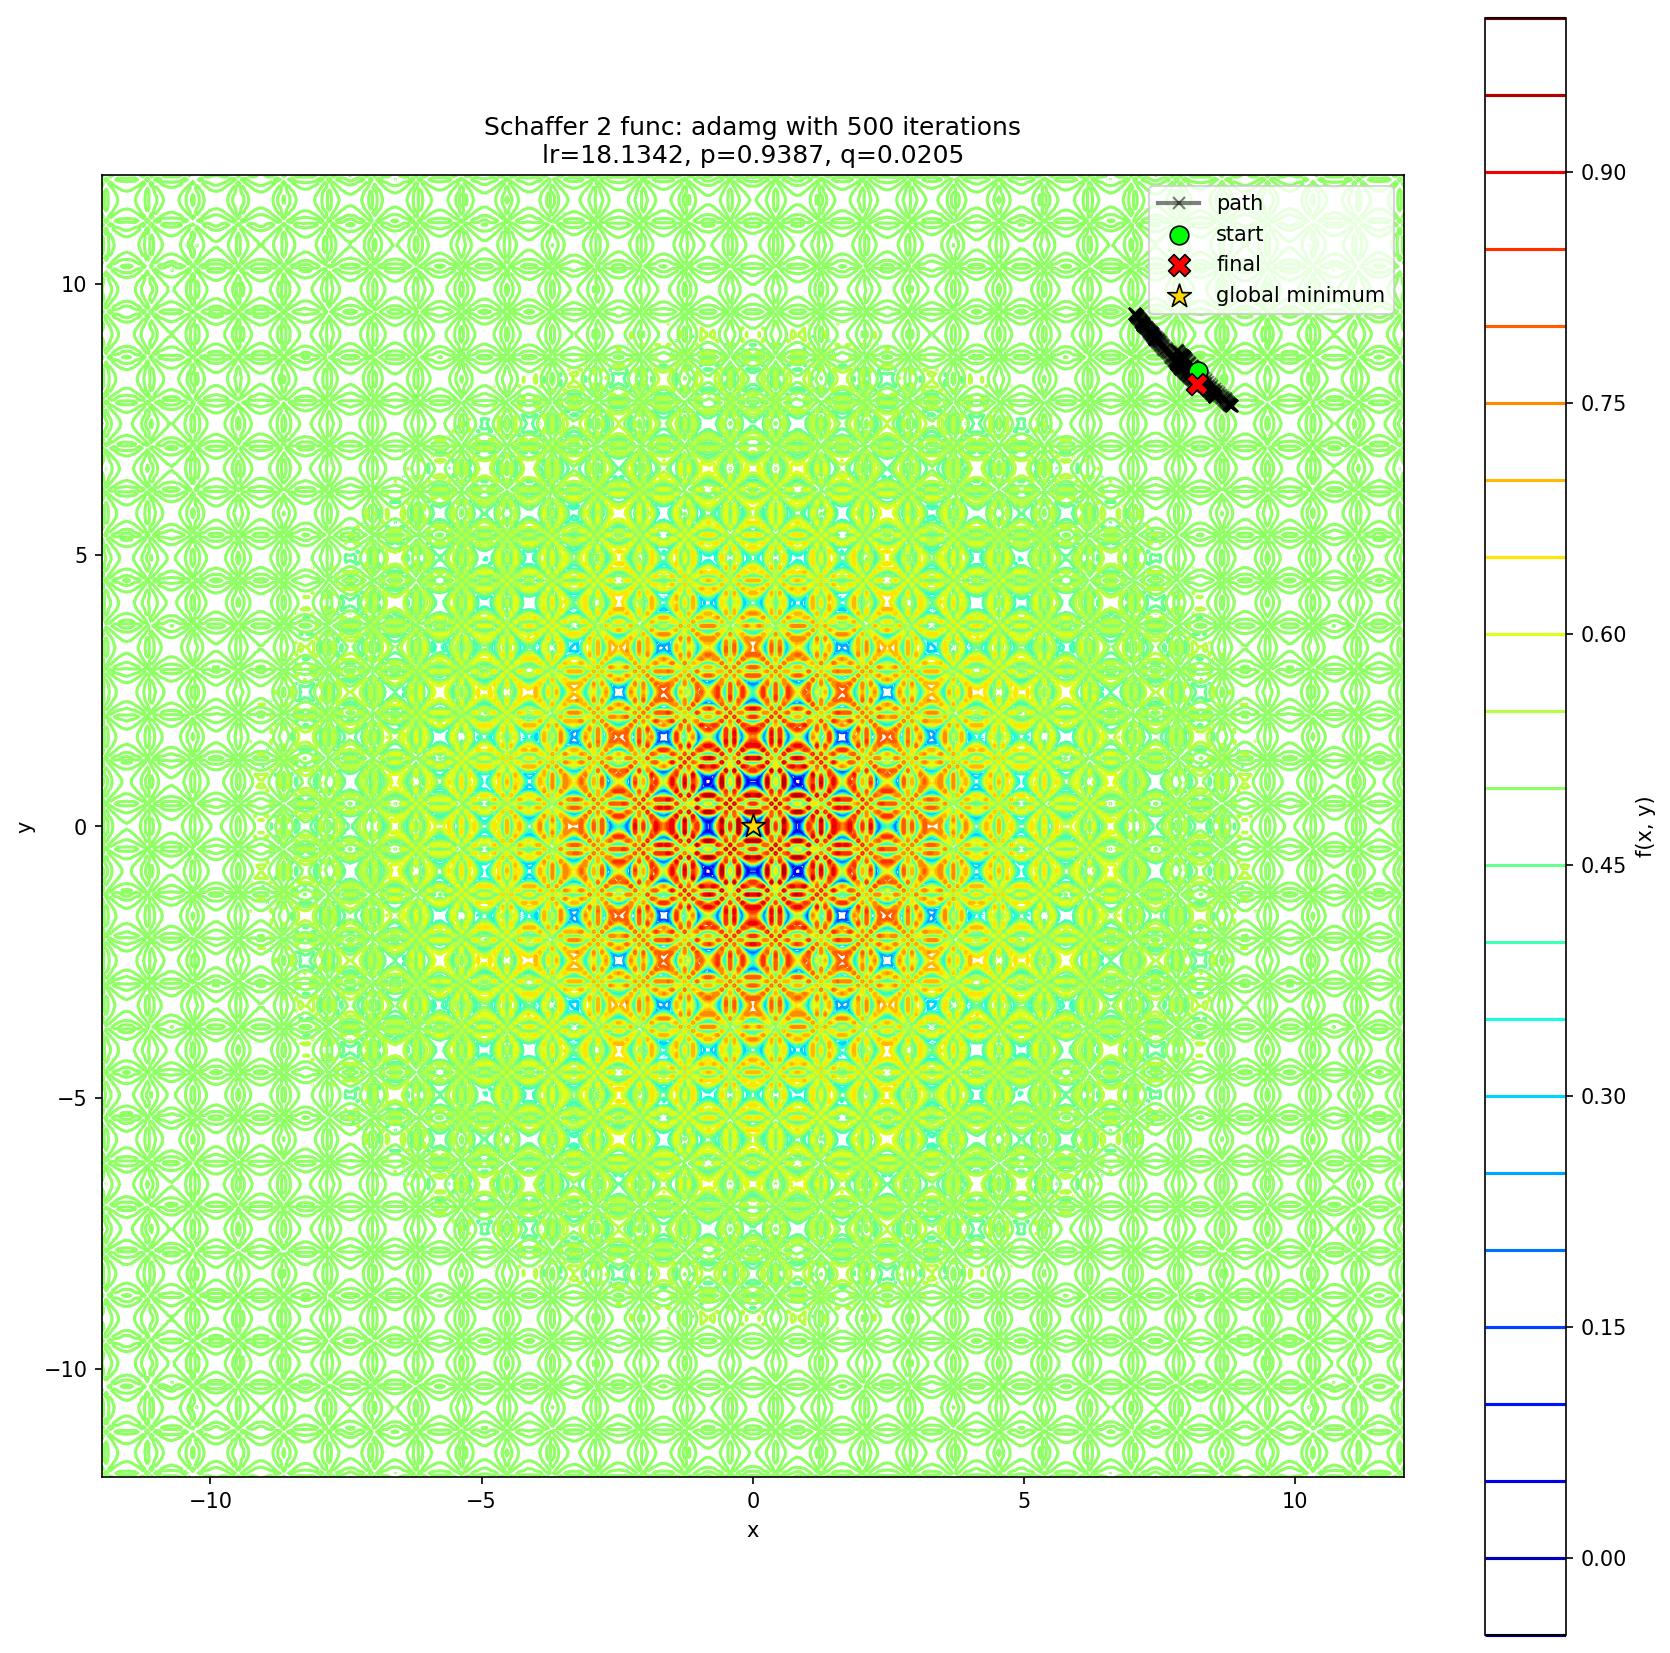 Schaffer 2 func: adamg with 500 iterations
lr=18.1342, p=0.9387, q=0.0205
path
start
final
global minimum
10
5
0
−5
−10
y
−10
−5
0
5
10
x
0.90
0.75
0.60
0.45
0.30
0.15
0.00
f(x, y)